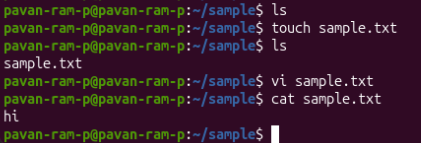 pavan-ram-p@pavan-ram-p:~/sample$ ls
pavan-ram-p@pavan-ram-p:~/sample$ touch sample.txt
pavan-ram-p@pavan-ram-p:~/sample$ ls
sample.txt
pavan-ram-p@pavan-ram-p:~/sample$ vi sample.txt
pavan-ram-p@pavan-ram-p:~/sample$ cat sample.txt
hi
pavan-ram-p@pavan-ram-p:~/sample$